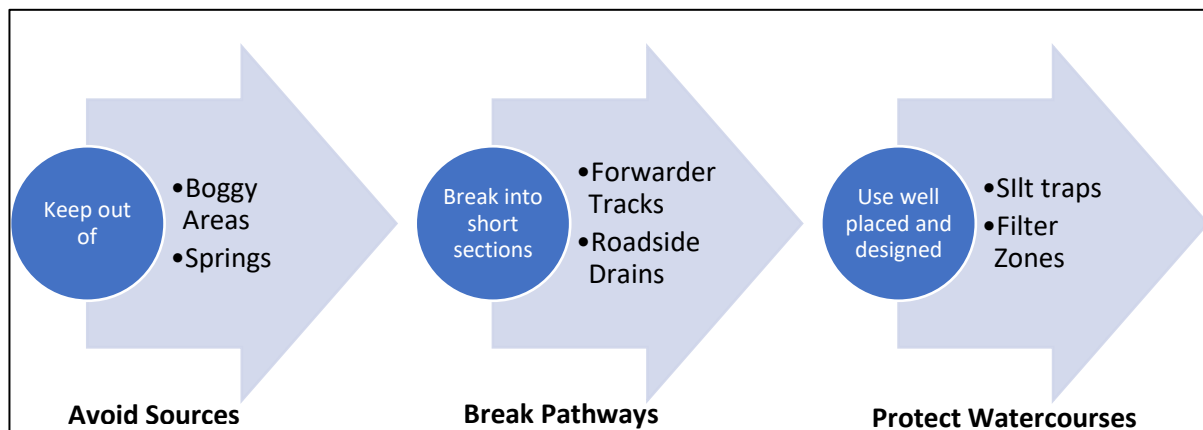 Keep out
of
•Boggy
Areas
•Springs
Avoid Sources
Break into
short
sections
•Forwarder
Tracks
•Roadside
Drains
Break Pathways
Use well
placed and
designed
•SIlt traps
•Filter
Zones
Protect Watercourses